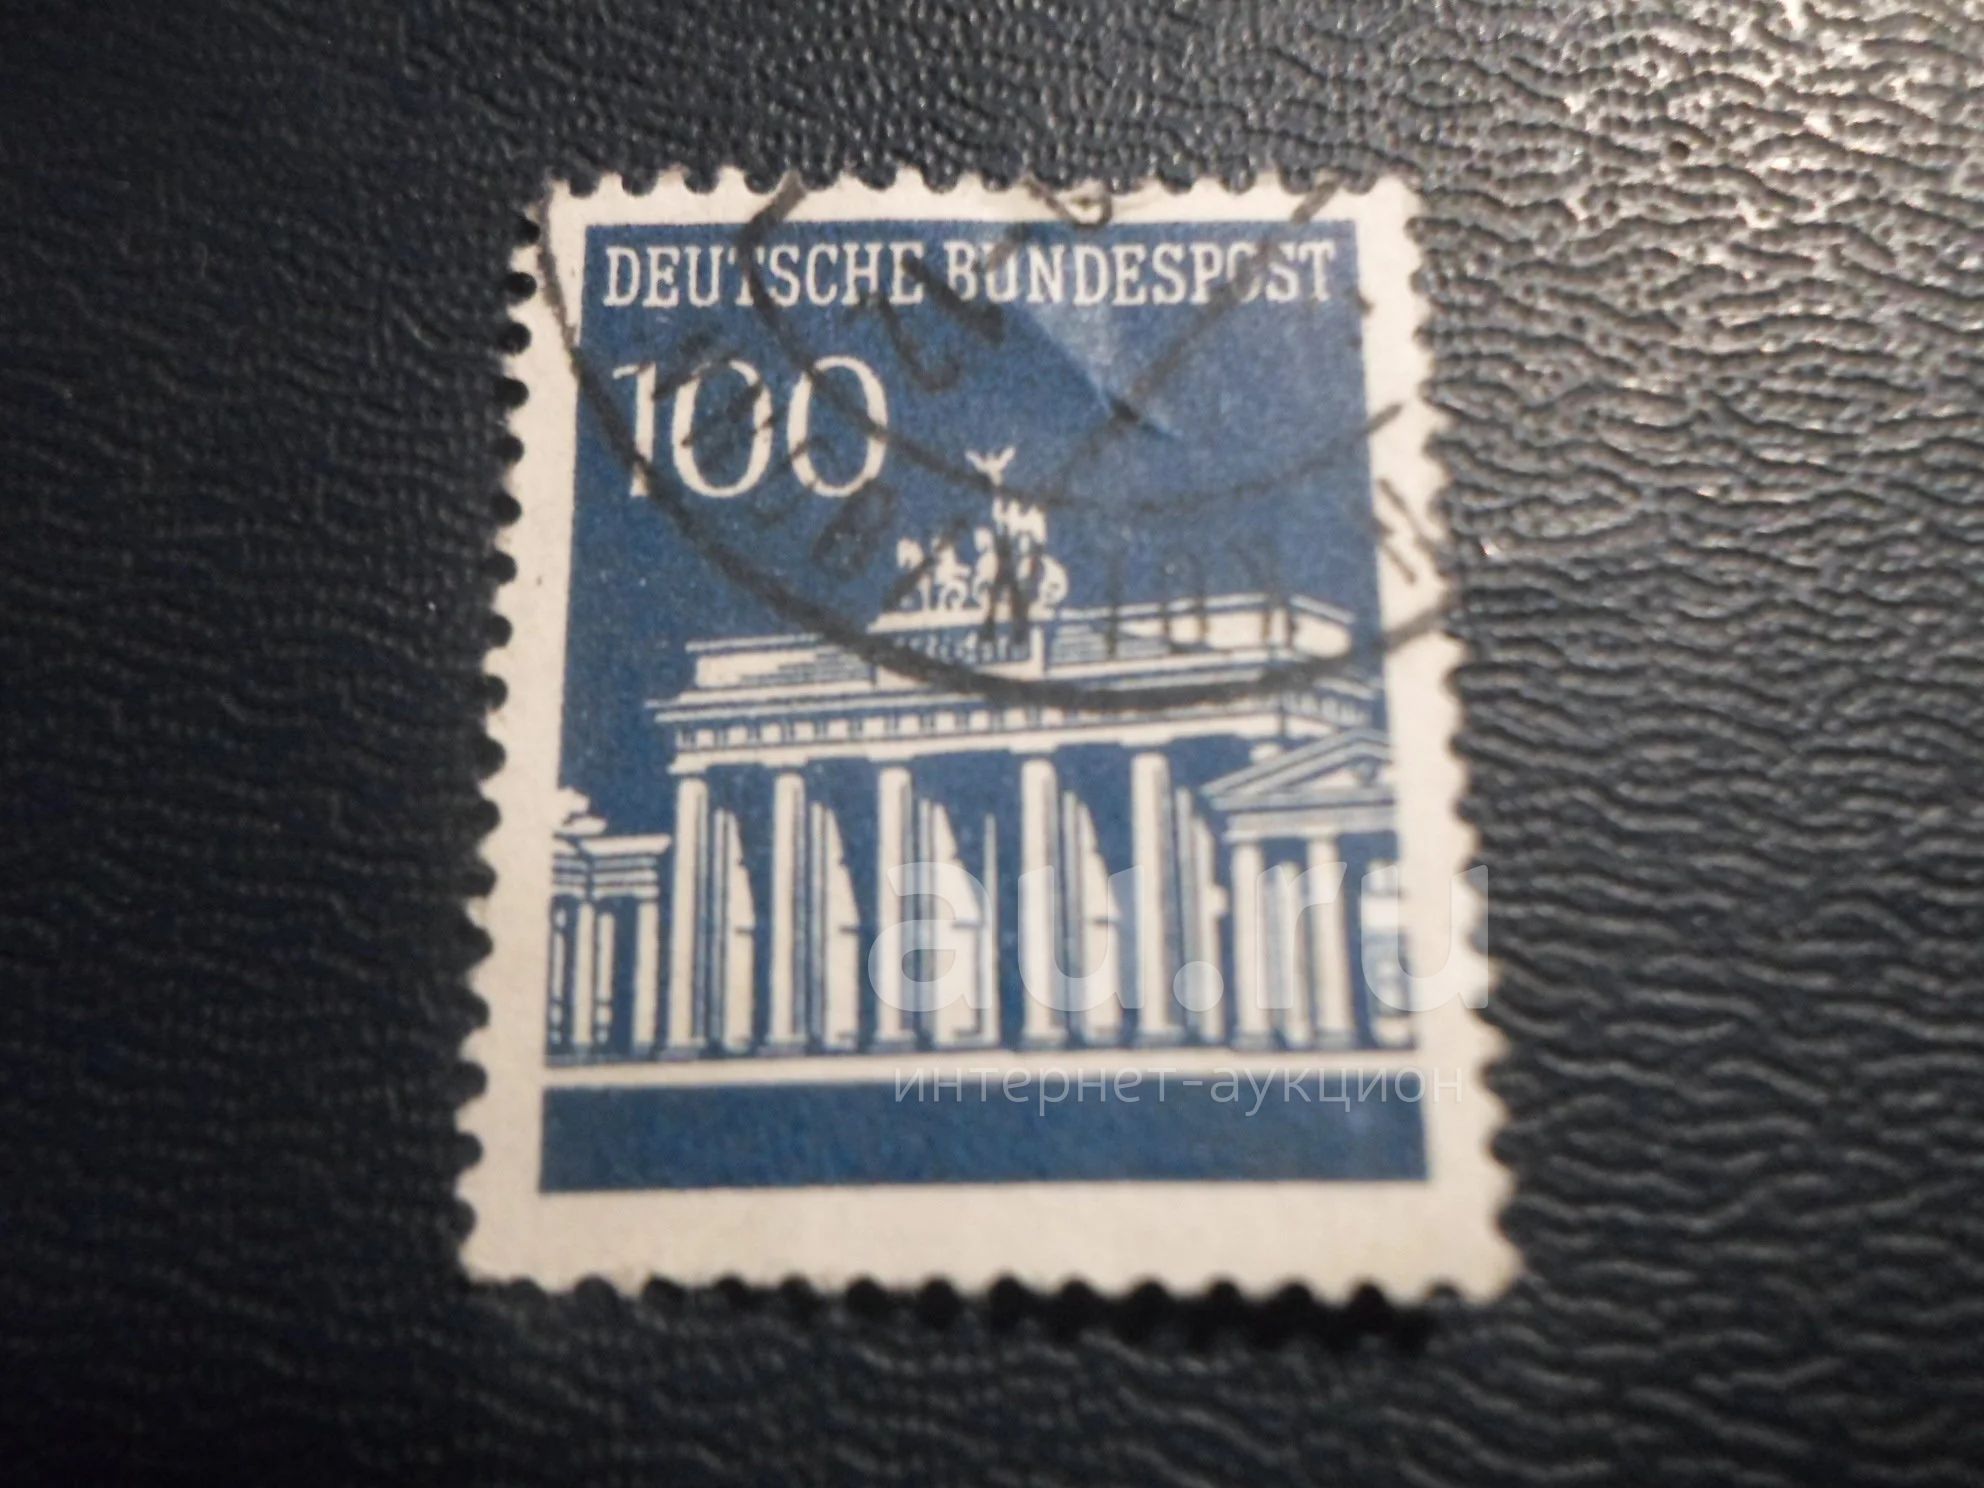 DEUTSCHE BUNDESPOST
100
au.ru
интернет-аукцион